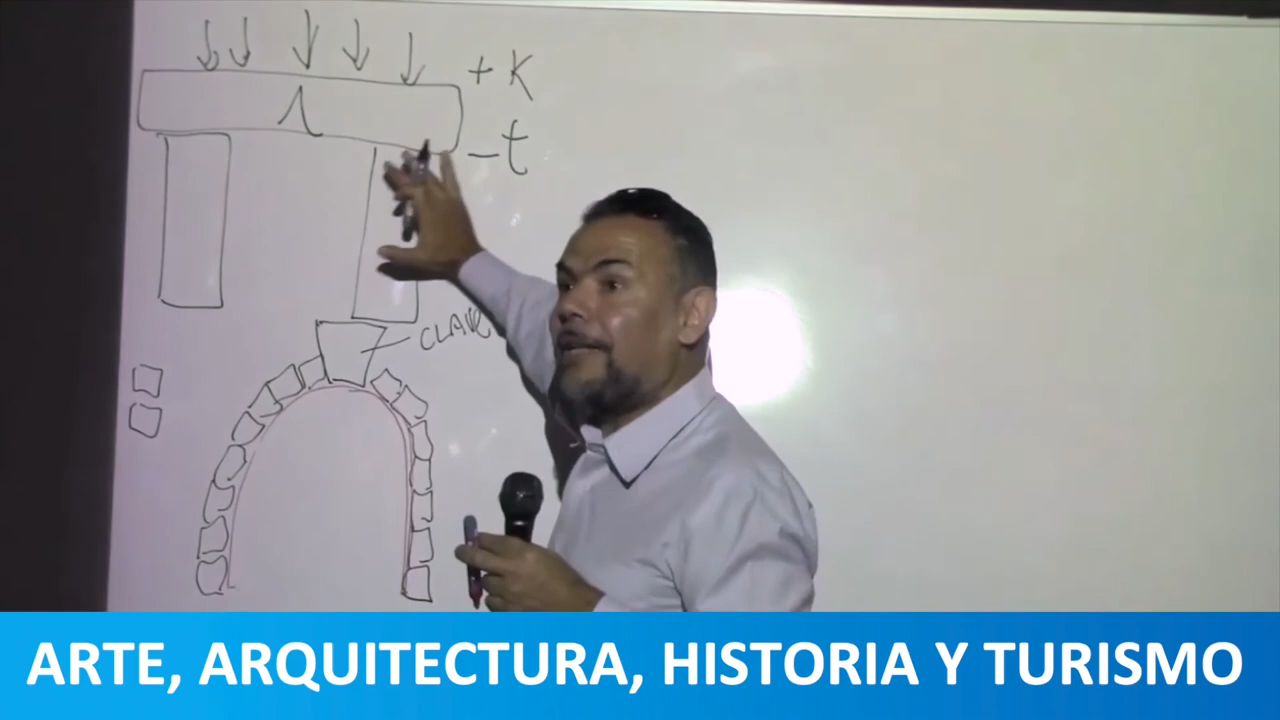 + K
- t
CLAVE
ARTE, ARQUITECTURA, HISTORIA Y TURISMO